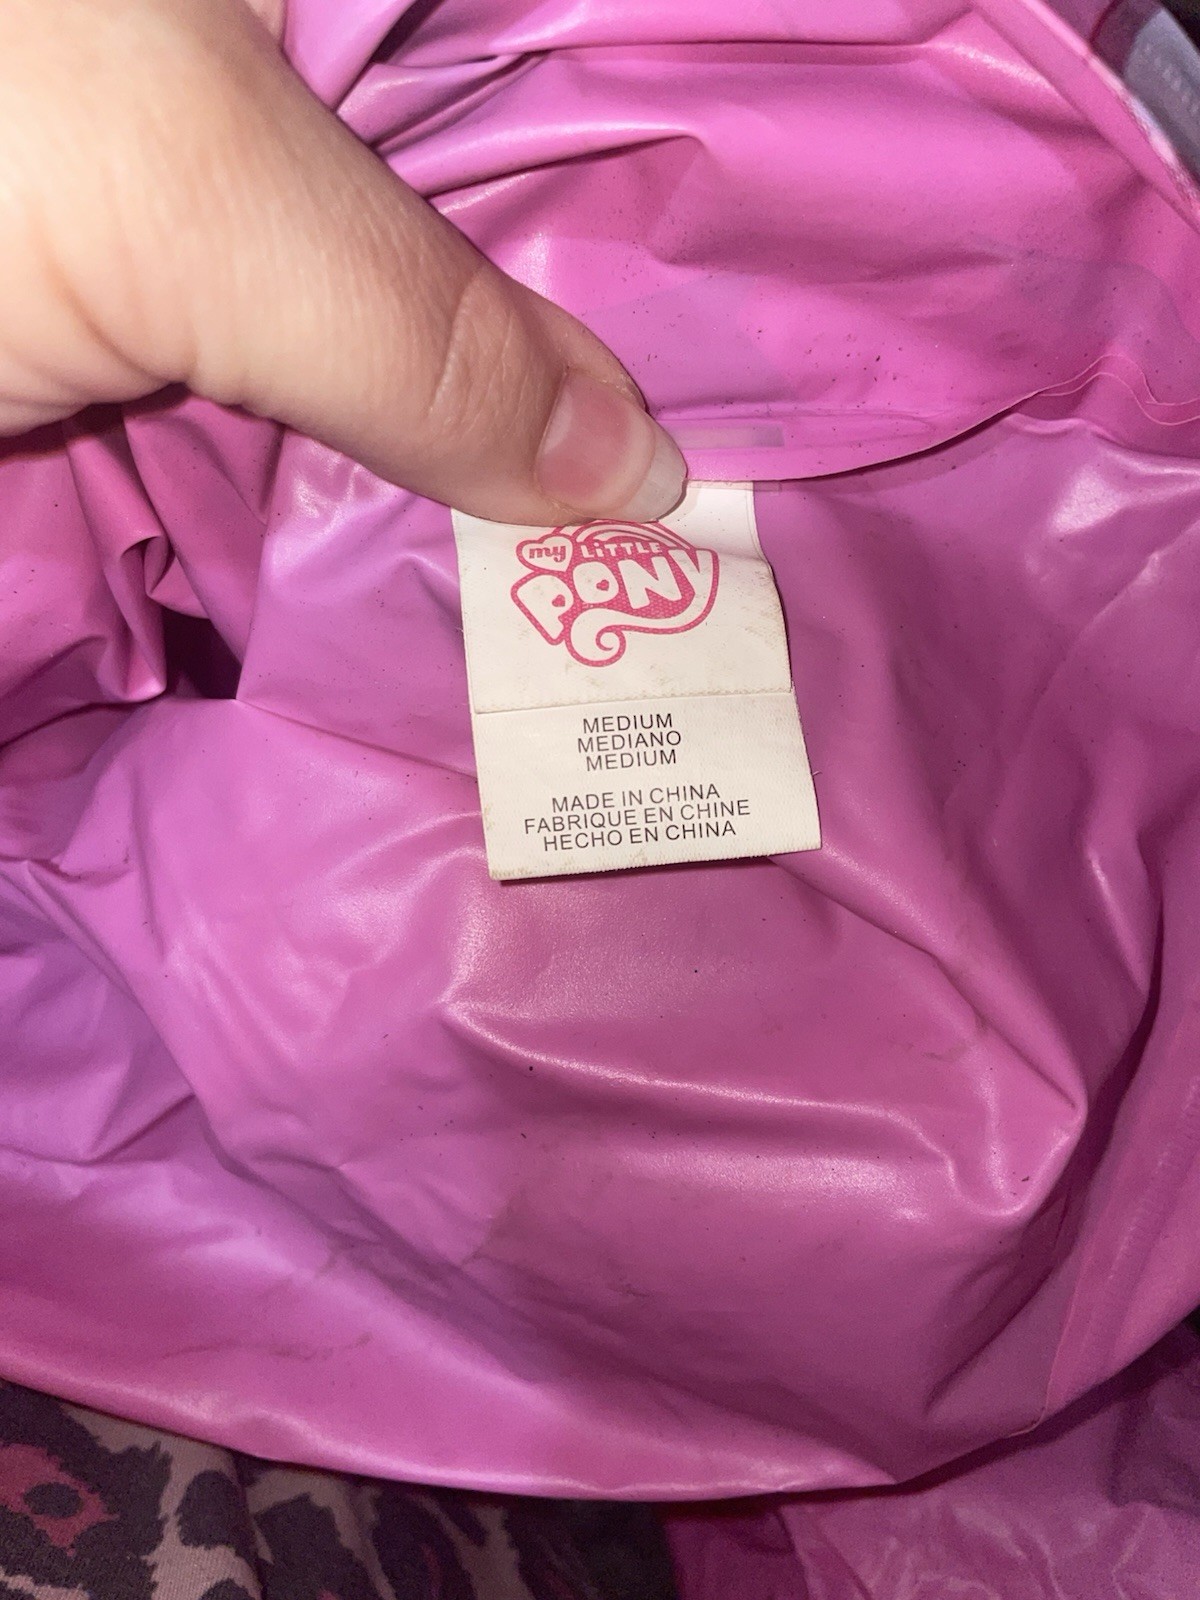 my LiTTLE
PONY
MEDIUM
MEDIANO
MEDIUM
MADE IN CHINA
FABRIQUE EN CHINE
HECHO EN CHINA